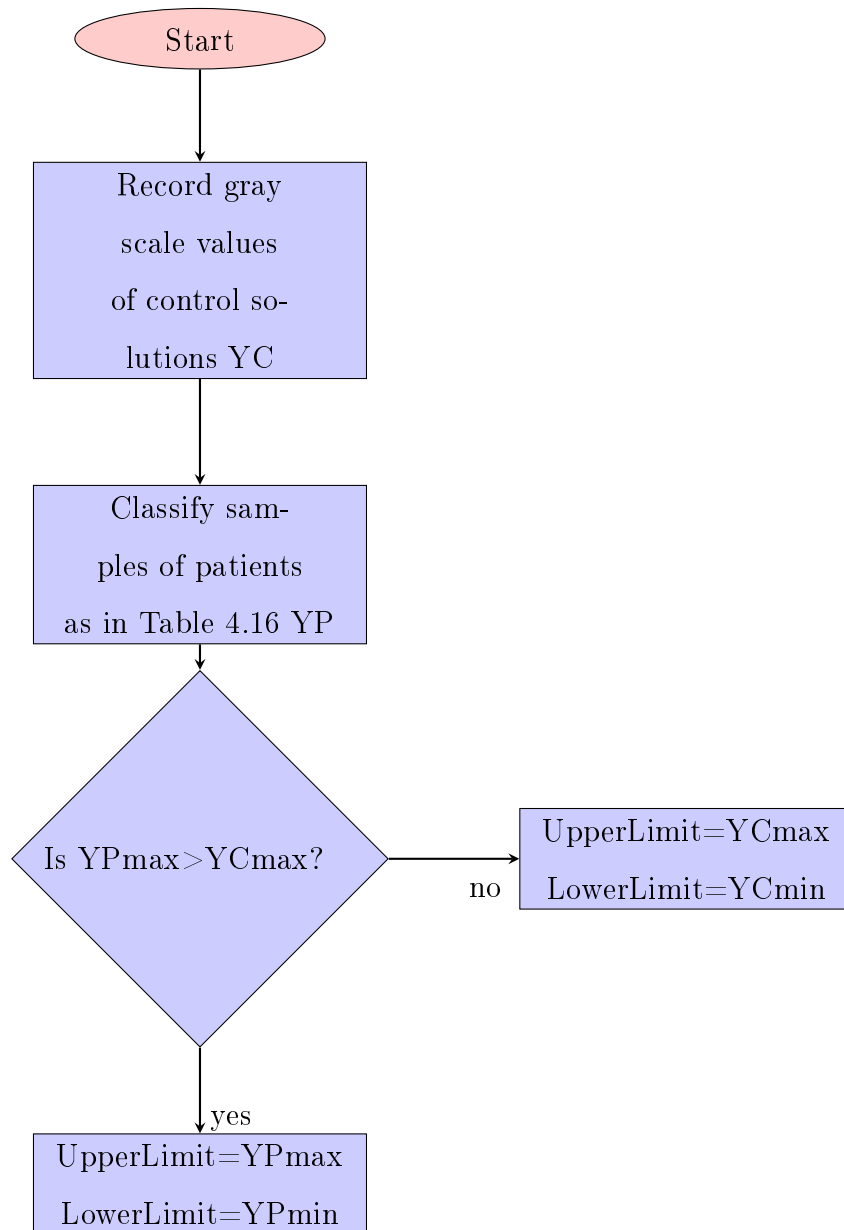 Start
Record gray
scale values
of control so-
lutions YC
Classify sam-
ples of patients
as in Table 4.16 YP
Is YPmax>YCmax?
no
UpperLimit=YCmax
LowerLimit=YCmin
yes
UpperLimit=YPmax
LowerLimit=YPmin